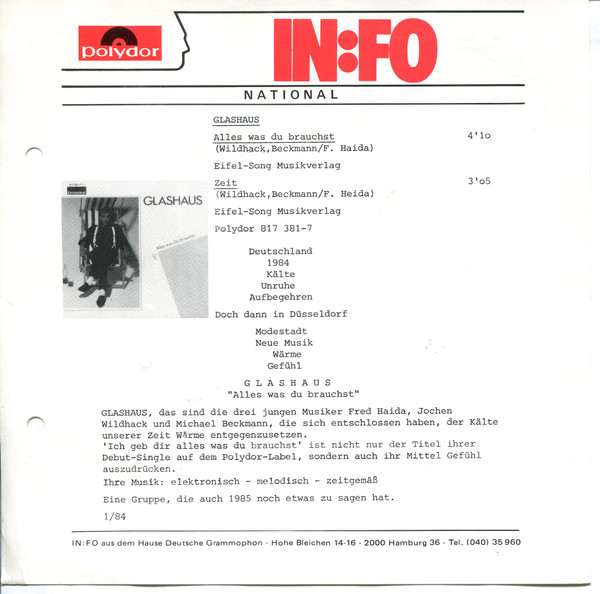 polydor
IN:FO
NATIONAL
GLASHAUS
Alles was du brauchst 4'1o
(Wildhack,Beckmann/F. Haida)
Eifel-Song Musikverlag
Zeit 3'o5
(Wildhack,Beckmann/F. Heida)
Eifel-Song Musikverlag
Polydor 817 381-7
GLASHAUS
Alles was Du brauchst
Deutschland
1984
Kälte
Unruhe
Aufbegehren
Doch dann in Düsseldorf
Modestadt
Neue Musik
Wärme
Gefühl
G L A S H A U S
"Alles was du brauchst"
GLASHAUS, das sind die drei jungen Musiker Fred Haida, Jochen
Wildhack und Michael Beckmann, die sich entschlossen haben, der Kälte
unserer Zeit Wärme entgegenzusetzen.
'Ich geb dir alles was du brauchst' ist nicht nur der Titel ihrer
Debut-Single auf dem Polydor-Label, sondern auch ihr Mittel Gefühl
auszudrücken.
Ihre Musik: elektronisch - melodisch - zeitgemäß
Eine Gruppe, die auch 1985 noch etwas zu sagen hat.
1/84
IN:FO aus dem Hause Deutsche Grammophon · Hohe Bleichen 14-16 · 2000 Hamburg 36 · Tel. (040) 35 960